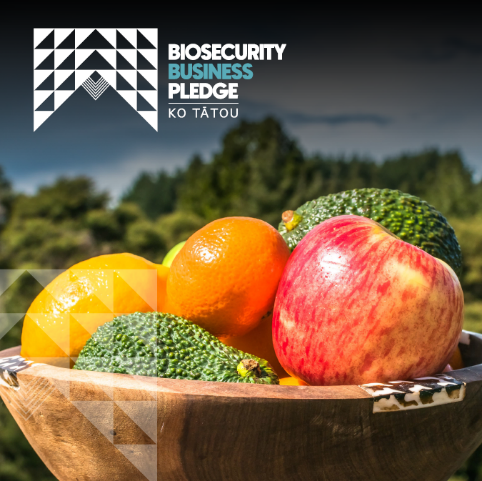 BIOSECURITY
BUSINESS
PLEDGE
KO TĀTOU